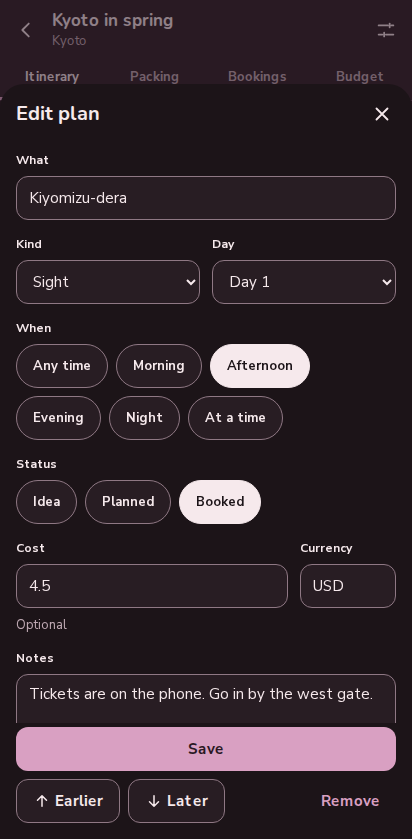 Kyoto in spring
Kyoto
Itinerary Packing Bookings Budget
Edit plan
What
Kiyomizu-dera
Kind Day
Sight Day 1
When
Any time Morning Afternoon
Evening Night At a time
Status
Idea Planned Booked
Cost Currency
4.5 USD
Optional
Notes
Tickets are on the phone. Go in by the west gate.
Save
Earlier Later Remove